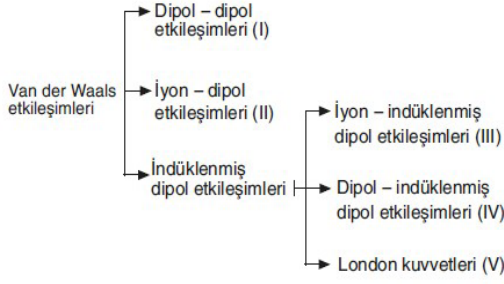 Dipol – dipol
etkileşimleri (I)
Van der Waals
etkileşimleri
İyon – dipol
etkileşimleri (II)
İndüklenmiş
dipol etkileşimleri
İyon – indüklenmiş
dipol etkileşimleri (III)
Dipol – indüklenmiş
dipol etkileşimleri (IV)
London kuvvetleri (V)